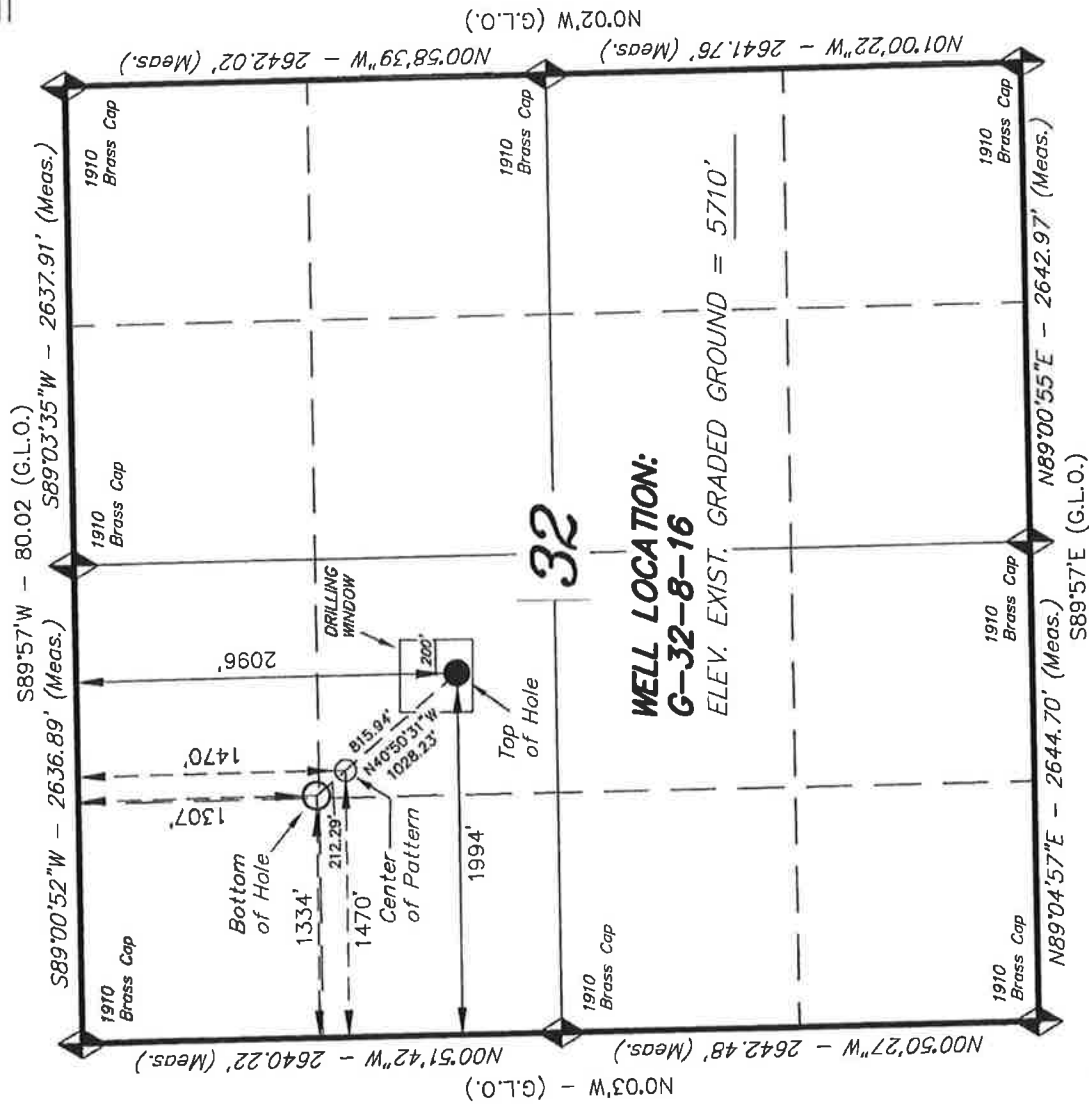 S89°57'W - 80.02 (G.L.O.)
S89°00'52"W - 2636.89' (Meas.)
S89°03'35"W - 2637.91' (Meas.)
1910
Brass Cap
1910
Brass Cap
1910
Brass Cap
N00°51'42"W - 2640.22' (Meas.)
N0°03'W - (G.L.O.)
N00°50'27"W - 2642.48' (Meas.)
N00°58'39"W - 2642.02' (Meas.)
N0°02'W (G.L.O.)
N01°00'22"W - 2641.76' (Meas.)
1307'
1470'
2096'
Bottom
of Hole
1334'
212.29'
1470'
Center
of Pattern
815.94'
N40°50'31"W
1028.23'
DRILLING
WINDOW
200'
Top
of Hole
1994'
32
1910
Brass Cap
1910
Brass Cap
WELL LOCATION:
G-32-8-16
ELEV. EXIST. GRADED GROUND = 5710'
1910
Brass Cap
1910
Brass Cap
1910
Brass Cap
N89°04'57"E - 2644.70' (Meas.)
N89°00'55"E - 2642.97' (Meas.)
S89°57'E (G.L.O.)